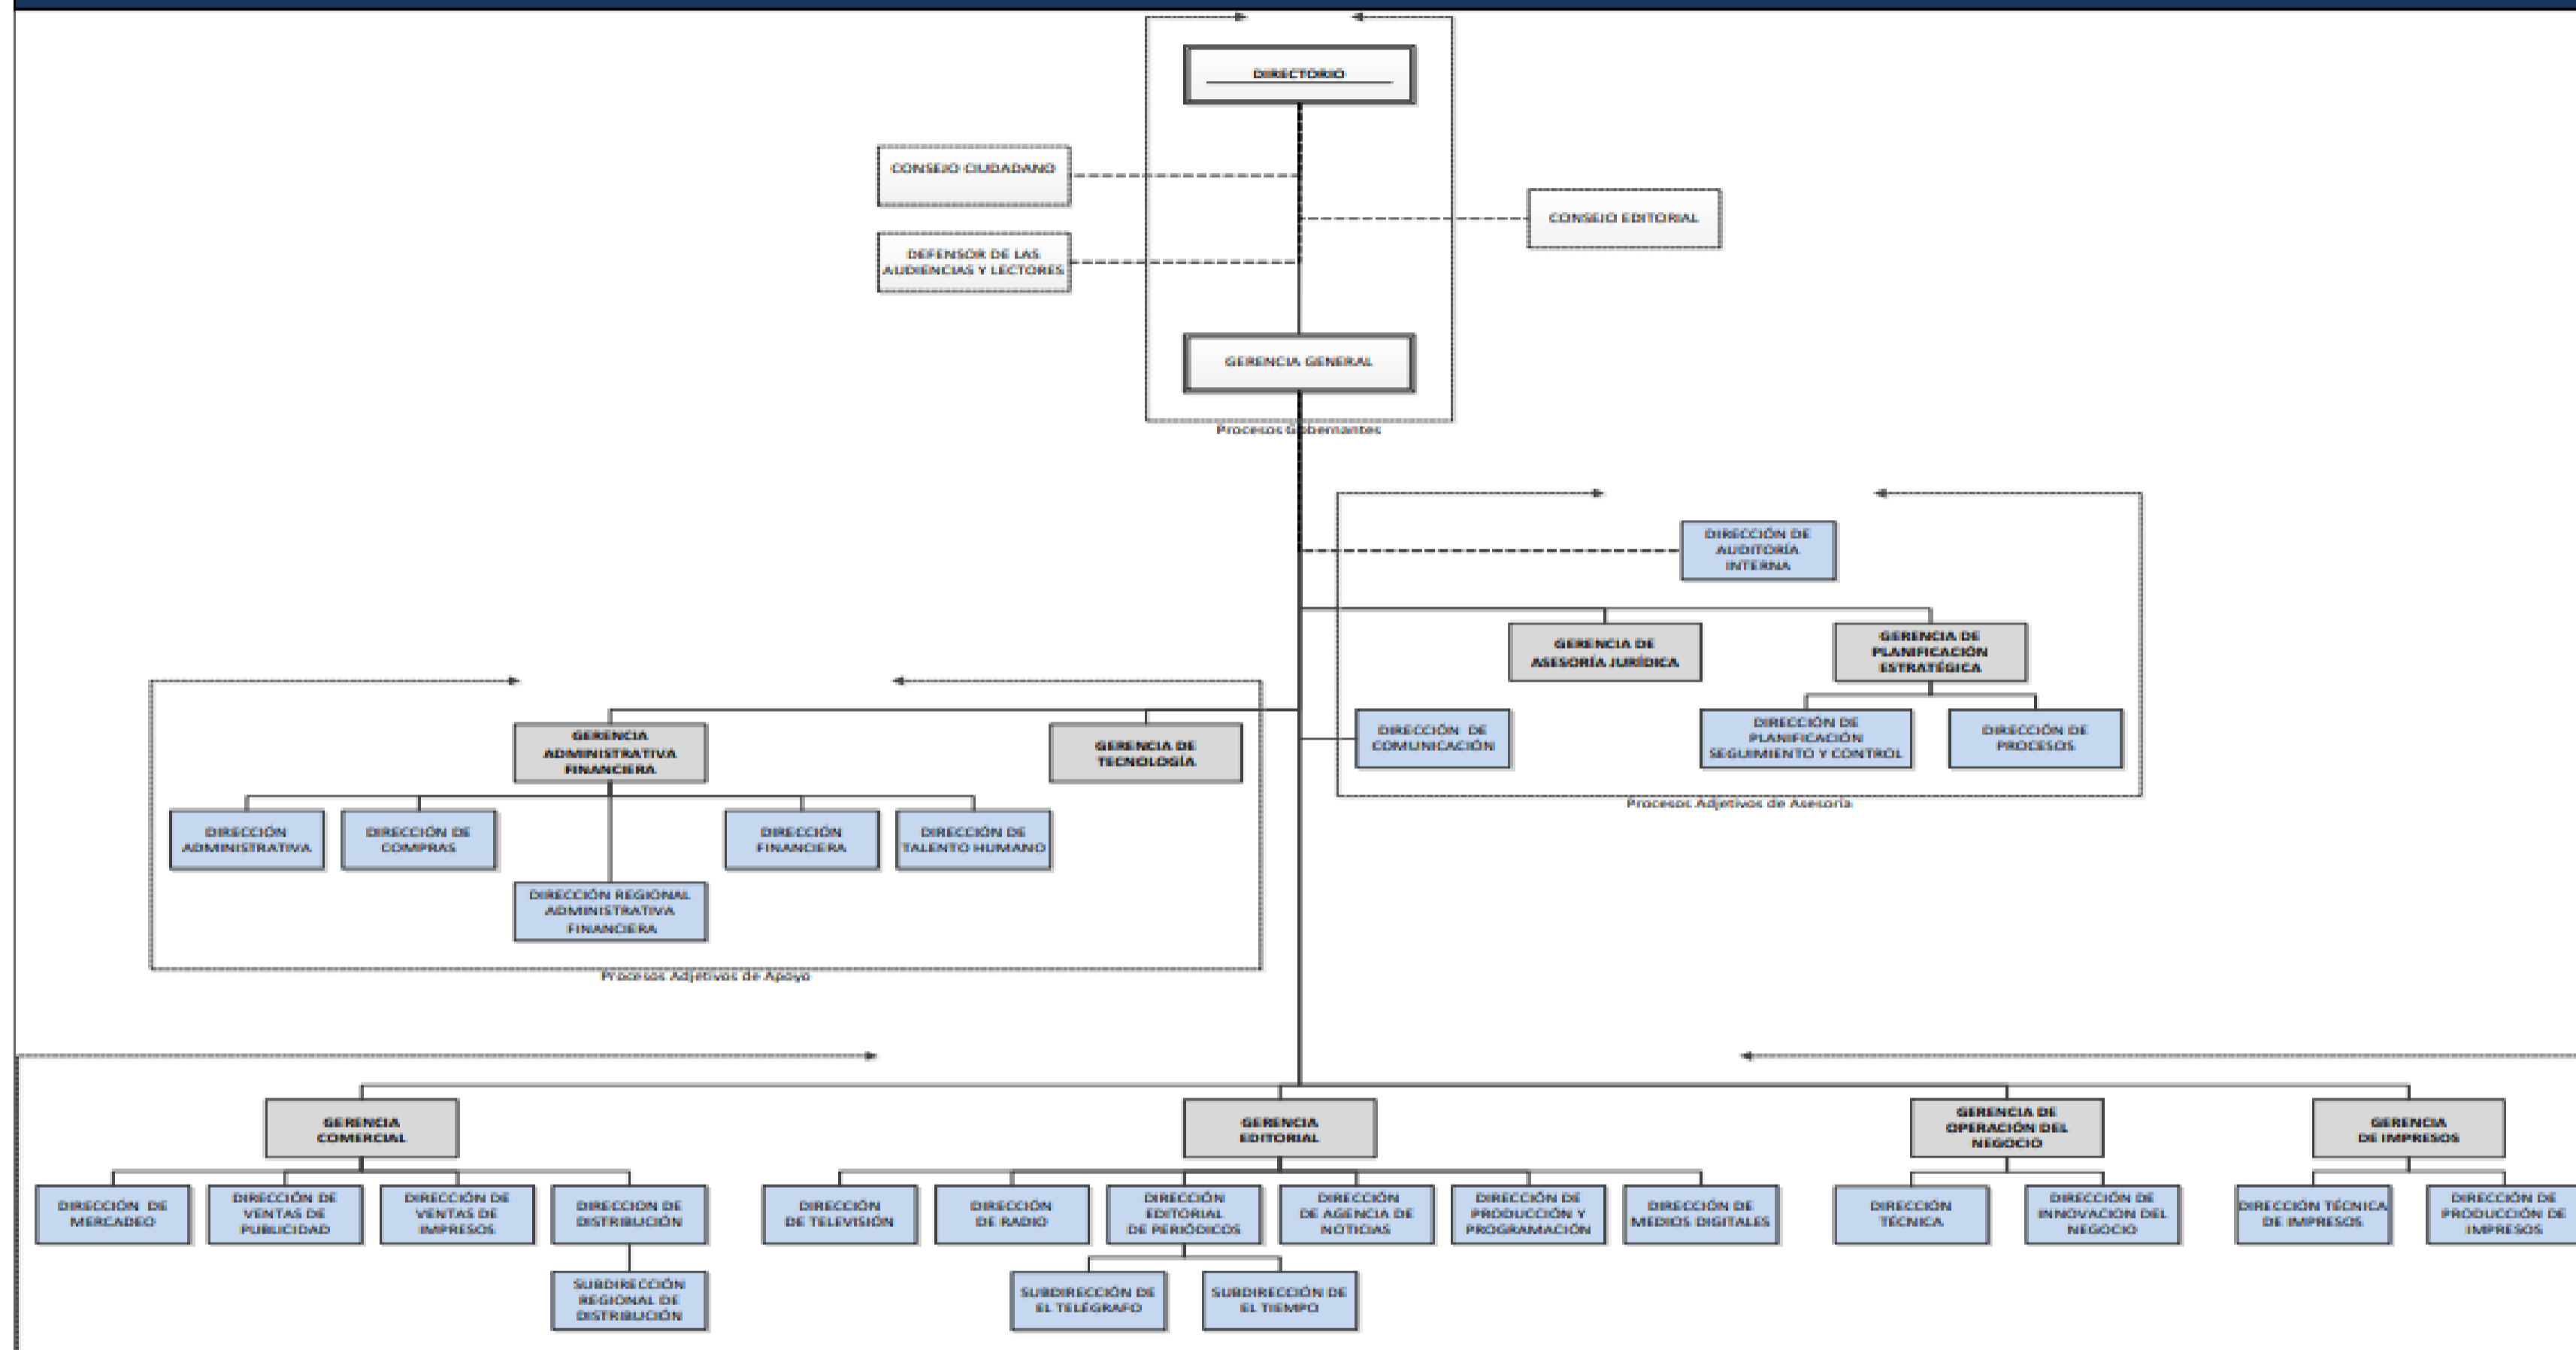 DIRECTORIO
CONSEJO CIUDADANO
CONSEJO EDITORIAL
DEFENSOR DE LAS
AUDIENCIAS Y LECTORES
GERENCIA GENERAL
Procesos Gobernantes
DIRECCIÓN DE
AUDITORÍA
INTERNA
GERENCIA DE
ASESORÍA JURÍDICA
GERENCIA DE
PLANIFICACIÓN
ESTRATÉGICA
DIRECCIÓN DE
COMUNICACIÓN
DIRECCIÓN DE
PLANIFICACIÓN
SEGUIMIENTO Y CONTROL
DIRECCIÓN DE
PROCESOS
Procesos Adjetivos de Asesoría
GERENCIA
ADMINISTRATIVA
FINANCIERA
GERENCIA DE
TECNOLOGÍA
DIRECCIÓN
ADMINISTRATIVA
DIRECCIÓN DE
COMPRAS
DIRECCIÓN
FINANCIERA
DIRECCIÓN DE
TALENTO HUMANO
DIRECCIÓN REGIONAL
ADMINISTRATIVA
FINANCIERA
Procesos Adjetivos de Apoyo
GERENCIA
COMERCIAL
GERENCIA
EDITORIAL
GERENCIA DE
OPERACIÓN DEL
NEGOCIO
GERENCIA
DE IMPRESOS
DIRECCIÓN DE
MERCADEO
DIRECCIÓN DE
VENTAS DE
PUBLICIDAD
DIRECCIÓN DE
VENTAS DE
IMPRESOS
DIRECCION DE
DISTRIBUCIÓN
DIRECCIÓN
DE TELEVISIÓN
DIRECCIÓN
DE RADIO
DIRECCIÓN
EDITORIAL
DE PERIÓDICOS
DIRECCIÓN
DE AGENCIA DE
NOTICIAS
DIRECCIÓN DE
PRODUCCIÓN Y
PROGRAMACIÓN
DIRECCIÓN DE
MEDIOS DIGITALES
DIRECCIÓN
TÉCNICA
DIRECCIÓN DE
INNOVACION DEL
NEGOCIO
DIRECCIÓN TÉCNICA
DE IMPRESOS
DIRECCIÓN DE
PRODUCCIÓN DE
IMPRESOS
SUBDIRECCIÓN
REGIONAL DE
DISTRIBUCIÓN
SUBDIRECCIÓN DE
EL TELÉGRAFO
SUBDIRECCIÓN DE
EL TIEMPO